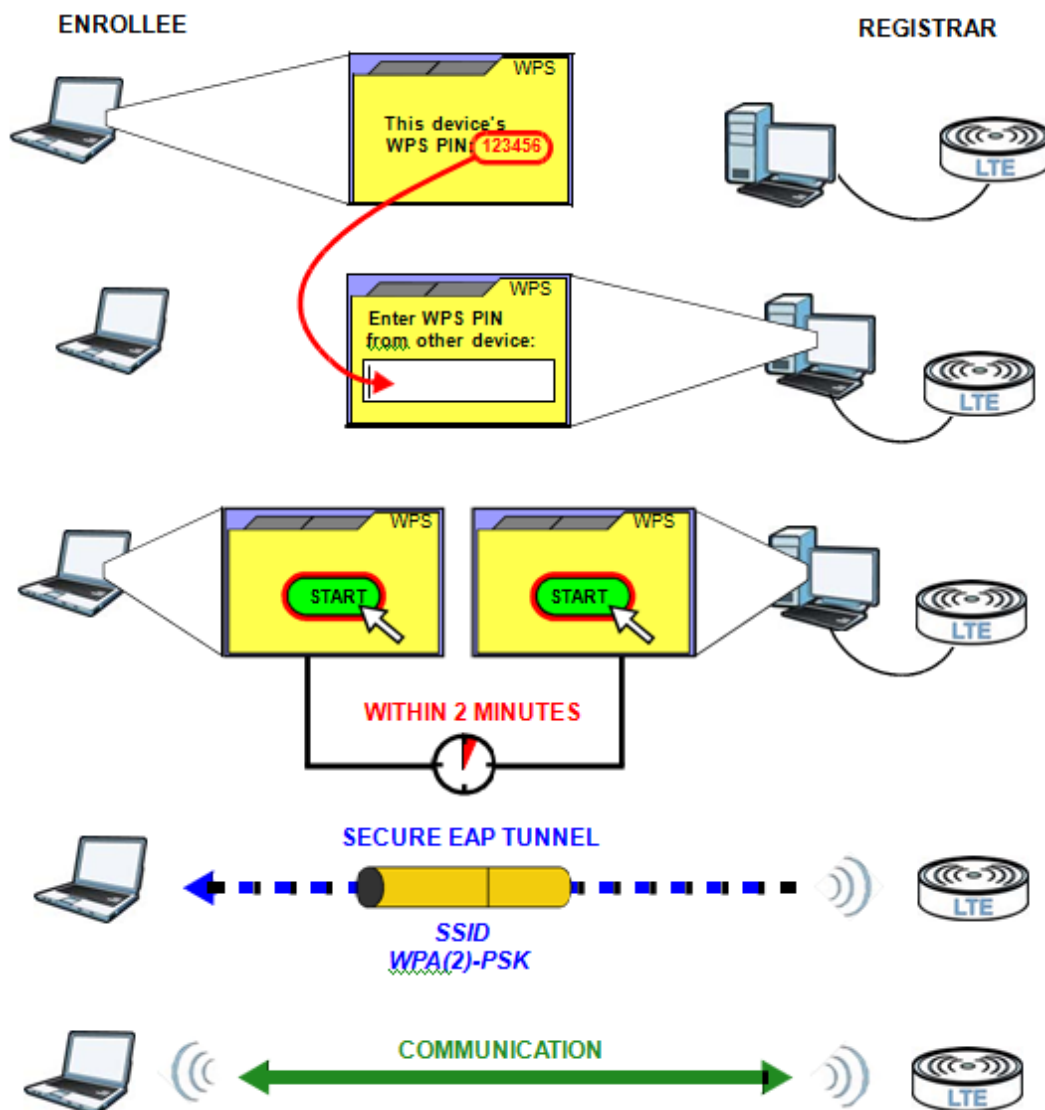 ENROLLEE
REGISTRAR
WPS
This device's
WPS PIN: 123456
LTE
WPS
Enter WPS PIN
from other device:
LTE
WPS
WPS
START
START
LTE
WITHIN 2 MINUTES
SECURE EAP TUNNEL
LTE
SSID
WPA(2)-PSK
COMMUNICATION
LTE